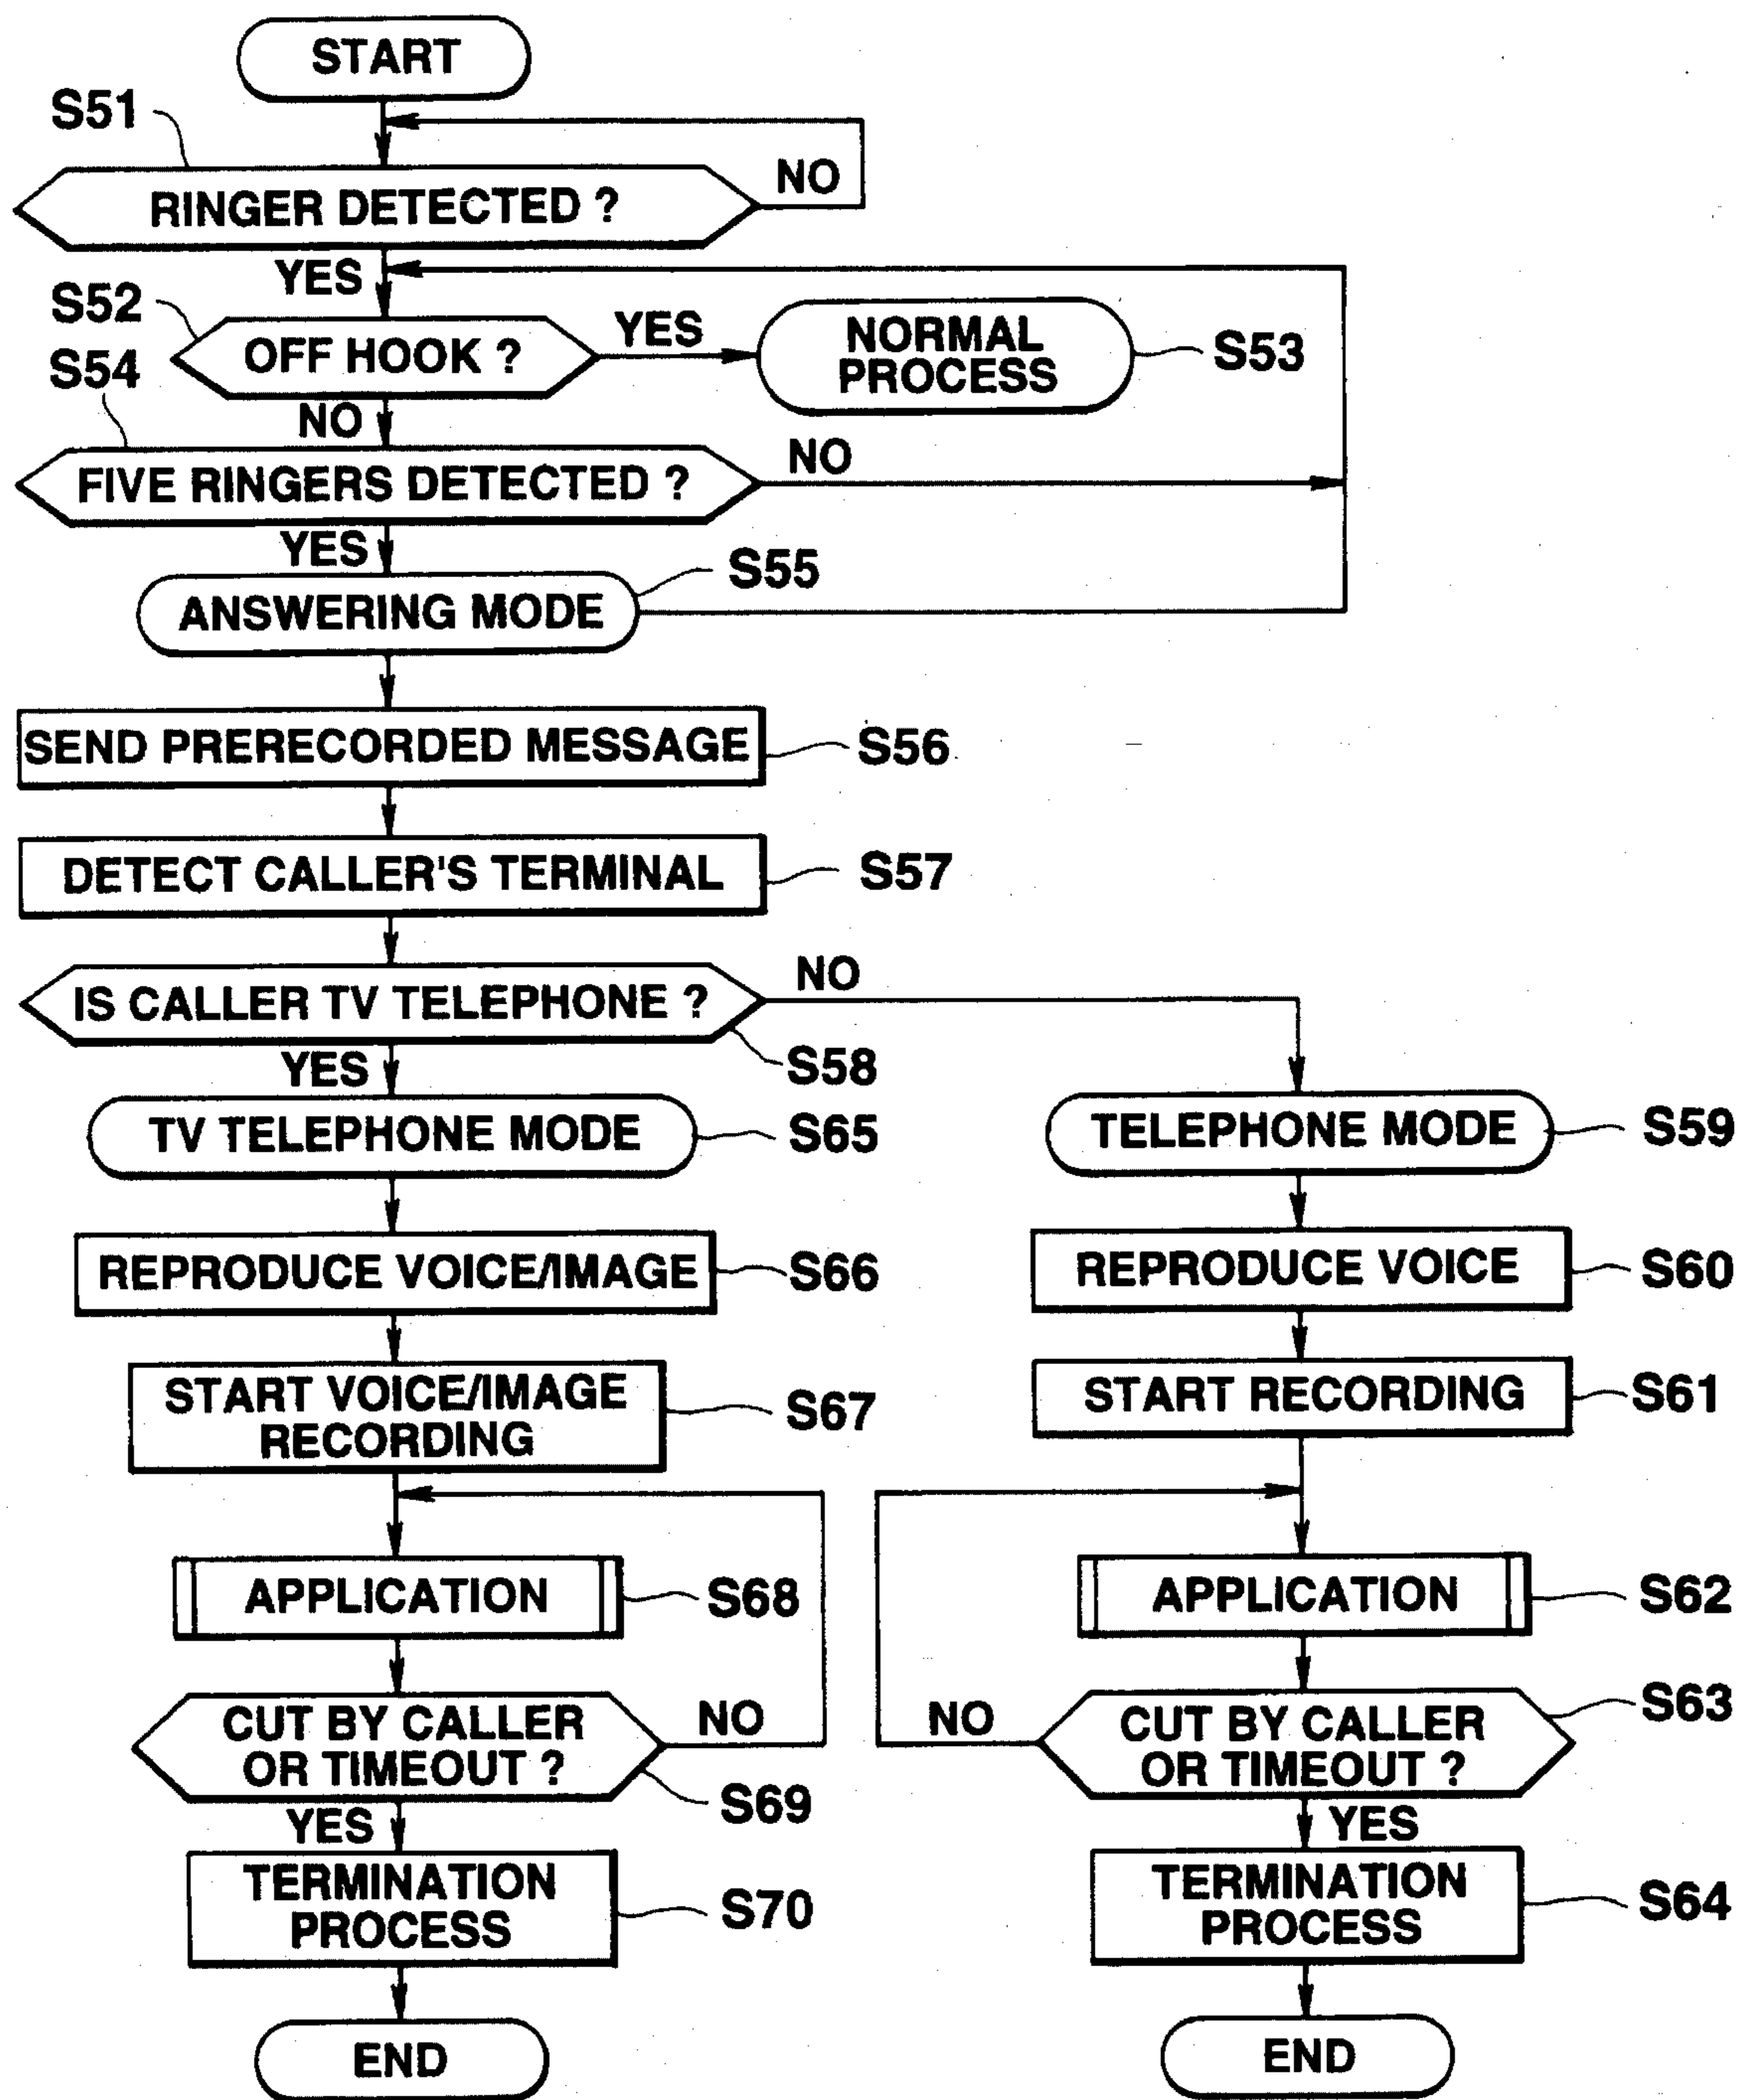 START
S51
RINGER DETECTED ?
NO
YES
S52
OFF HOOK ?
YES
NORMAL
PROCESS
S53
S54
NO
FIVE RINGERS DETECTED ?
NO
YES
S55
ANSWERING MODE
SEND PRERECORDED MESSAGE
S56
DETECT CALLER'S TERMINAL
S57
IS CALLER TV TELEPHONE ?
NO
S58
YES
TV TELEPHONE MODE
S65
REPRODUCE VOICE/IMAGE
S66
START VOICE/IMAGE
RECORDING
S67
APPLICATION
S68
CUT BY CALLER
OR TIMEOUT ?
NO
S69
YES
TERMINATION
PROCESS
S70
END
TELEPHONE MODE
S59
REPRODUCE VOICE
S60
START RECORDING
S61
APPLICATION
S62
NO
CUT BY CALLER
OR TIMEOUT ?
S63
YES
TERMINATION
PROCESS
S64
END